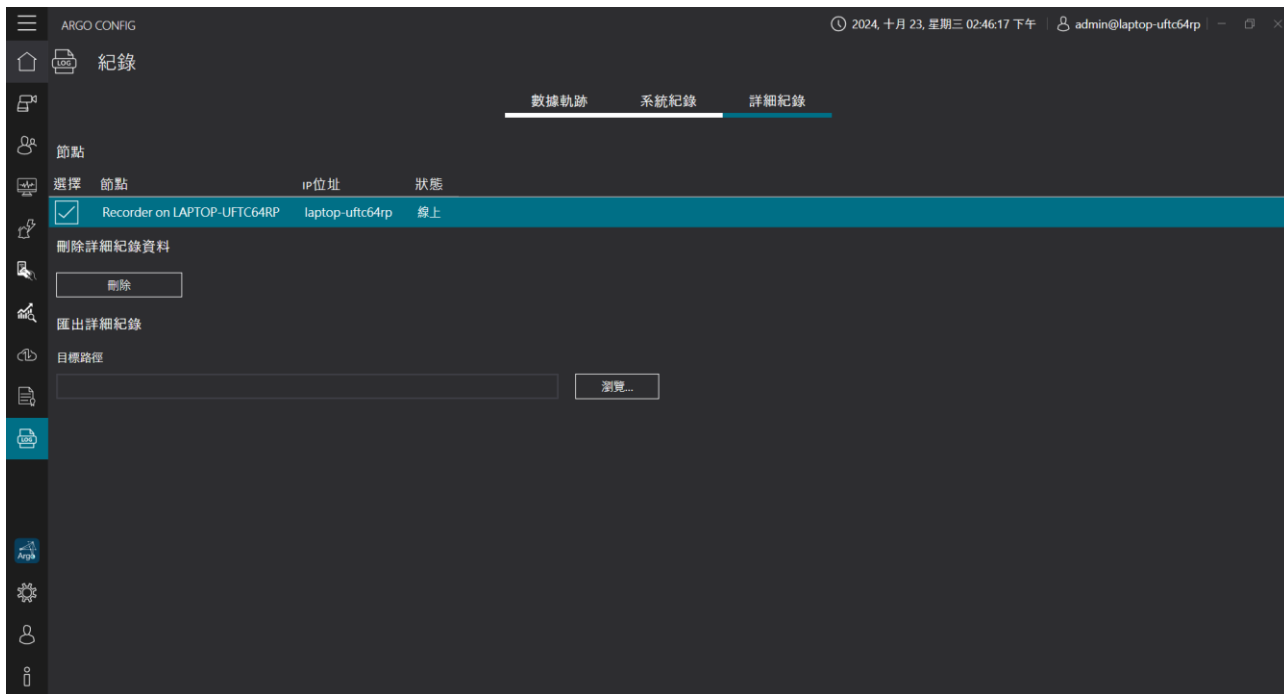 ARGO CONFIG 2024, 十月 23, 星期三 02:46:17 下午 admin@laptop-uftc64rp
LOG 紀錄
數據軌跡 系統紀錄 詳細紀錄
節點
選擇 節點 IP位址 狀態
Recorder on LAPTOP-UFTC64RP laptop-uftc64rp 線上
刪除詳細紀錄資料
刪除
匯出詳細紀錄
目標路徑
瀏覽...
LOG
Argo